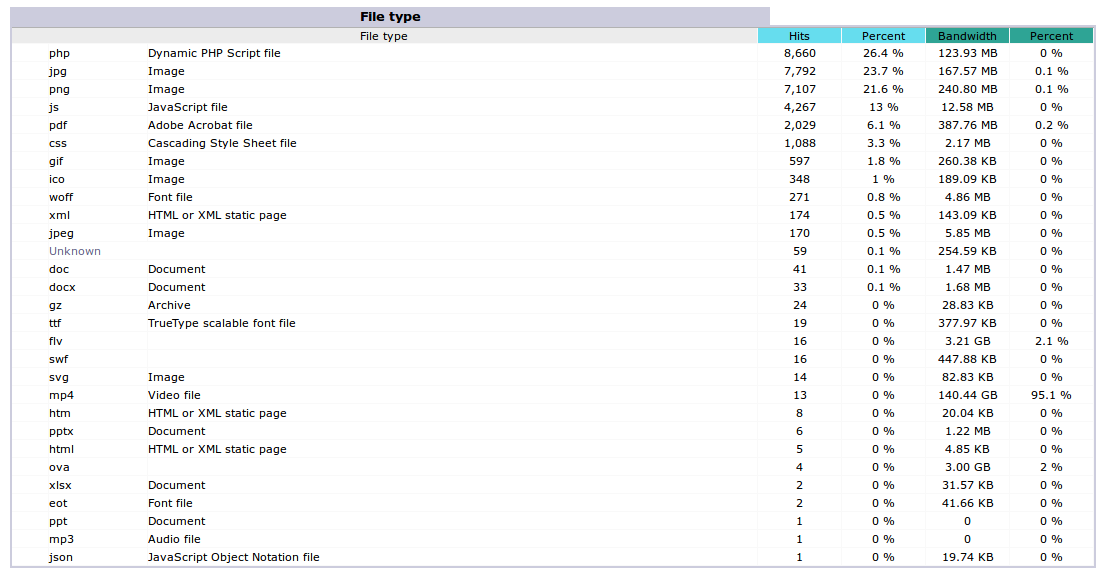 File type
File type Hits Percent Bandwidth Percent
php Dynamic PHP Script file 8,660 26.4 % 123.93 MB 0 %
jpg Image 7,792 23.7 % 167.57 MB 0.1 %
png Image 7,107 21.6 % 240.80 MB 0.1 %
js JavaScript file 4,267 13 % 12.58 MB 0 %
pdf Adobe Acrobat file 2,029 6.1 % 387.76 MB 0.2 %
css Cascading Style Sheet file 1,088 3.3 % 2.17 MB 0 %
gif Image 597 1.8 % 260.38 KB 0 %
ico Image 348 1 % 189.09 KB 0 %
woff Font file 271 0.8 % 4.86 MB 0 %
xml HTML or XML static page 174 0.5 % 143.09 KB 0 %
jpeg Image 170 0.5 % 5.85 MB 0 %
Unknown 59 0.1 % 254.59 KB 0 %
doc Document 41 0.1 % 1.47 MB 0 %
docx Document 33 0.1 % 1.68 MB 0 %
gz Archive 24 0 % 28.83 KB 0 %
ttf TrueType scalable font file 19 0 % 377.97 KB 0 %
flv 16 0 % 3.21 GB 2.1 %
swf 16 0 % 447.88 KB 0 %
svg Image 14 0 % 82.83 KB 0 %
mp4 Video file 13 0 % 140.44 GB 95.1 %
htm HTML or XML static page 8 0 % 20.04 KB 0 %
pptx Document 6 0 % 1.22 MB 0 %
html HTML or XML static page 5 0 % 4.85 KB 0 %
ova 4 0 % 3.00 GB 2 %
xlsx Document 2 0 % 31.57 KB 0 %
eot Font file 2 0 % 41.66 KB 0 %
ppt Document 1 0 % 0 0 %
mp3 Audio file 1 0 % 0 0 %
json JavaScript Object Notation file 1 0 % 19.74 KB 0 %